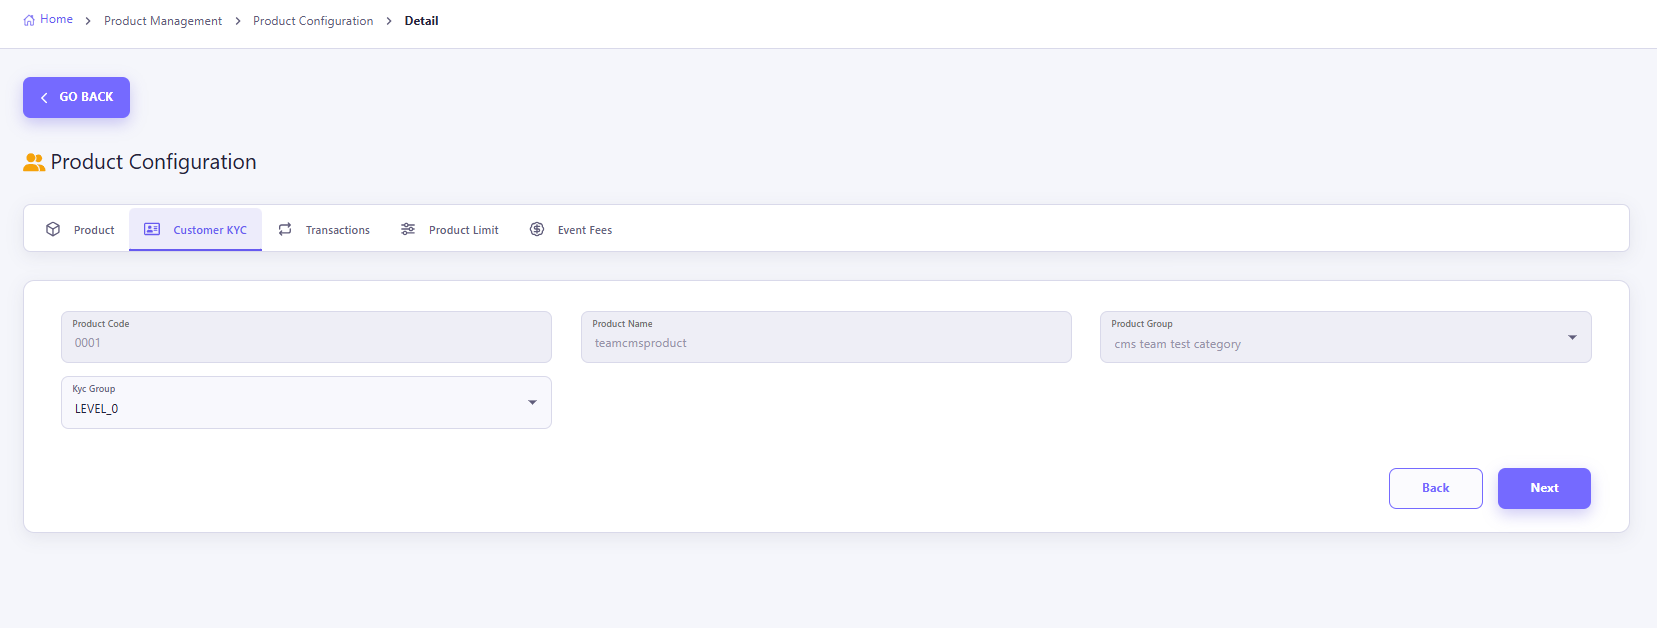 Home > Product Management > Product Configuration > Detail
GO BACK
Product Configuration
Product Customer KYC Transactions Product Limit Event Fees
Product Code
0001
Product Name
teamcmsproduct
Product Group
cms team test category
Kyc Group
LEVEL_0
Back Next